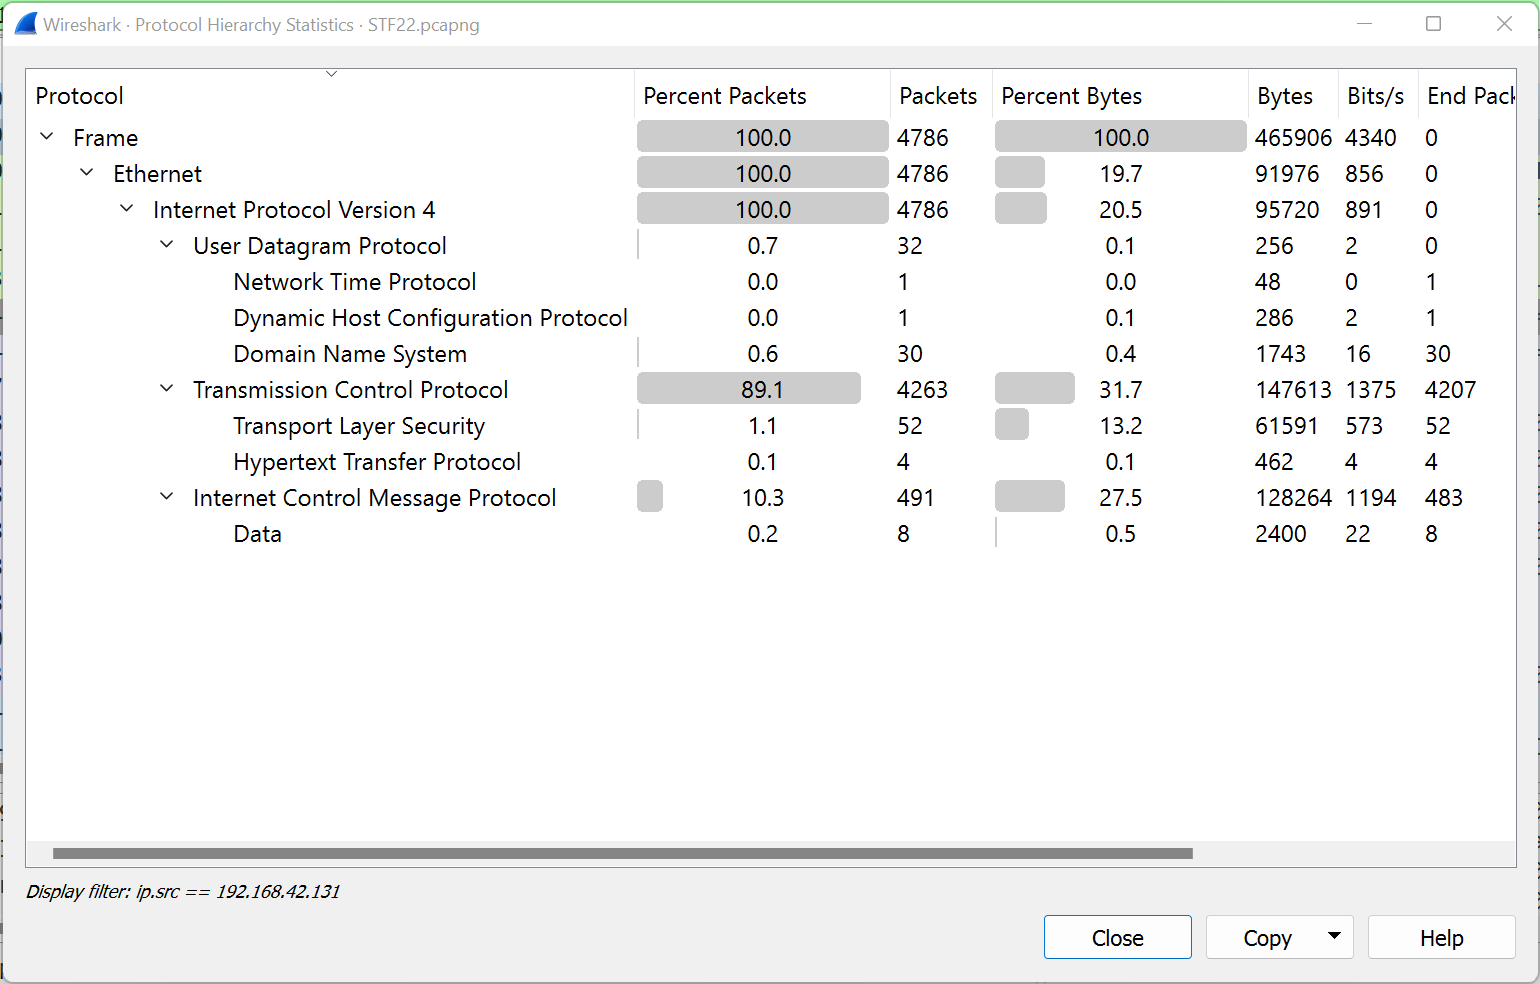 Wireshark · Protocol Hierarchy Statistics · STF22.pcapng
Protocol Percent Packets Packets Percent Bytes Bytes Bits/s End Pack
Frame 100.0 4786 100.0 465906 4340 0
Ethernet 100.0 4786 19.7 91976 856 0
Internet Protocol Version 4 100.0 4786 20.5 95720 891 0
User Datagram Protocol 0.7 32 0.1 256 2 0
Network Time Protocol 0.0 1 0.0 48 0 1
Dynamic Host Configuration Protocol 0.0 1 0.1 286 2 1
Domain Name System 0.6 30 0.4 1743 16 30
Transmission Control Protocol 89.1 4263 31.7 147613 1375 4207
Transport Layer Security 1.1 52 13.2 61591 573 52
Hypertext Transfer Protocol 0.1 4 0.1 462 4 4
Internet Control Message Protocol 10.3 491 27.5 128264 1194 483
Data 0.2 8 0.5 2400 22 8
Display filter: ip.src == 192.168.42.131
Close Copy Help